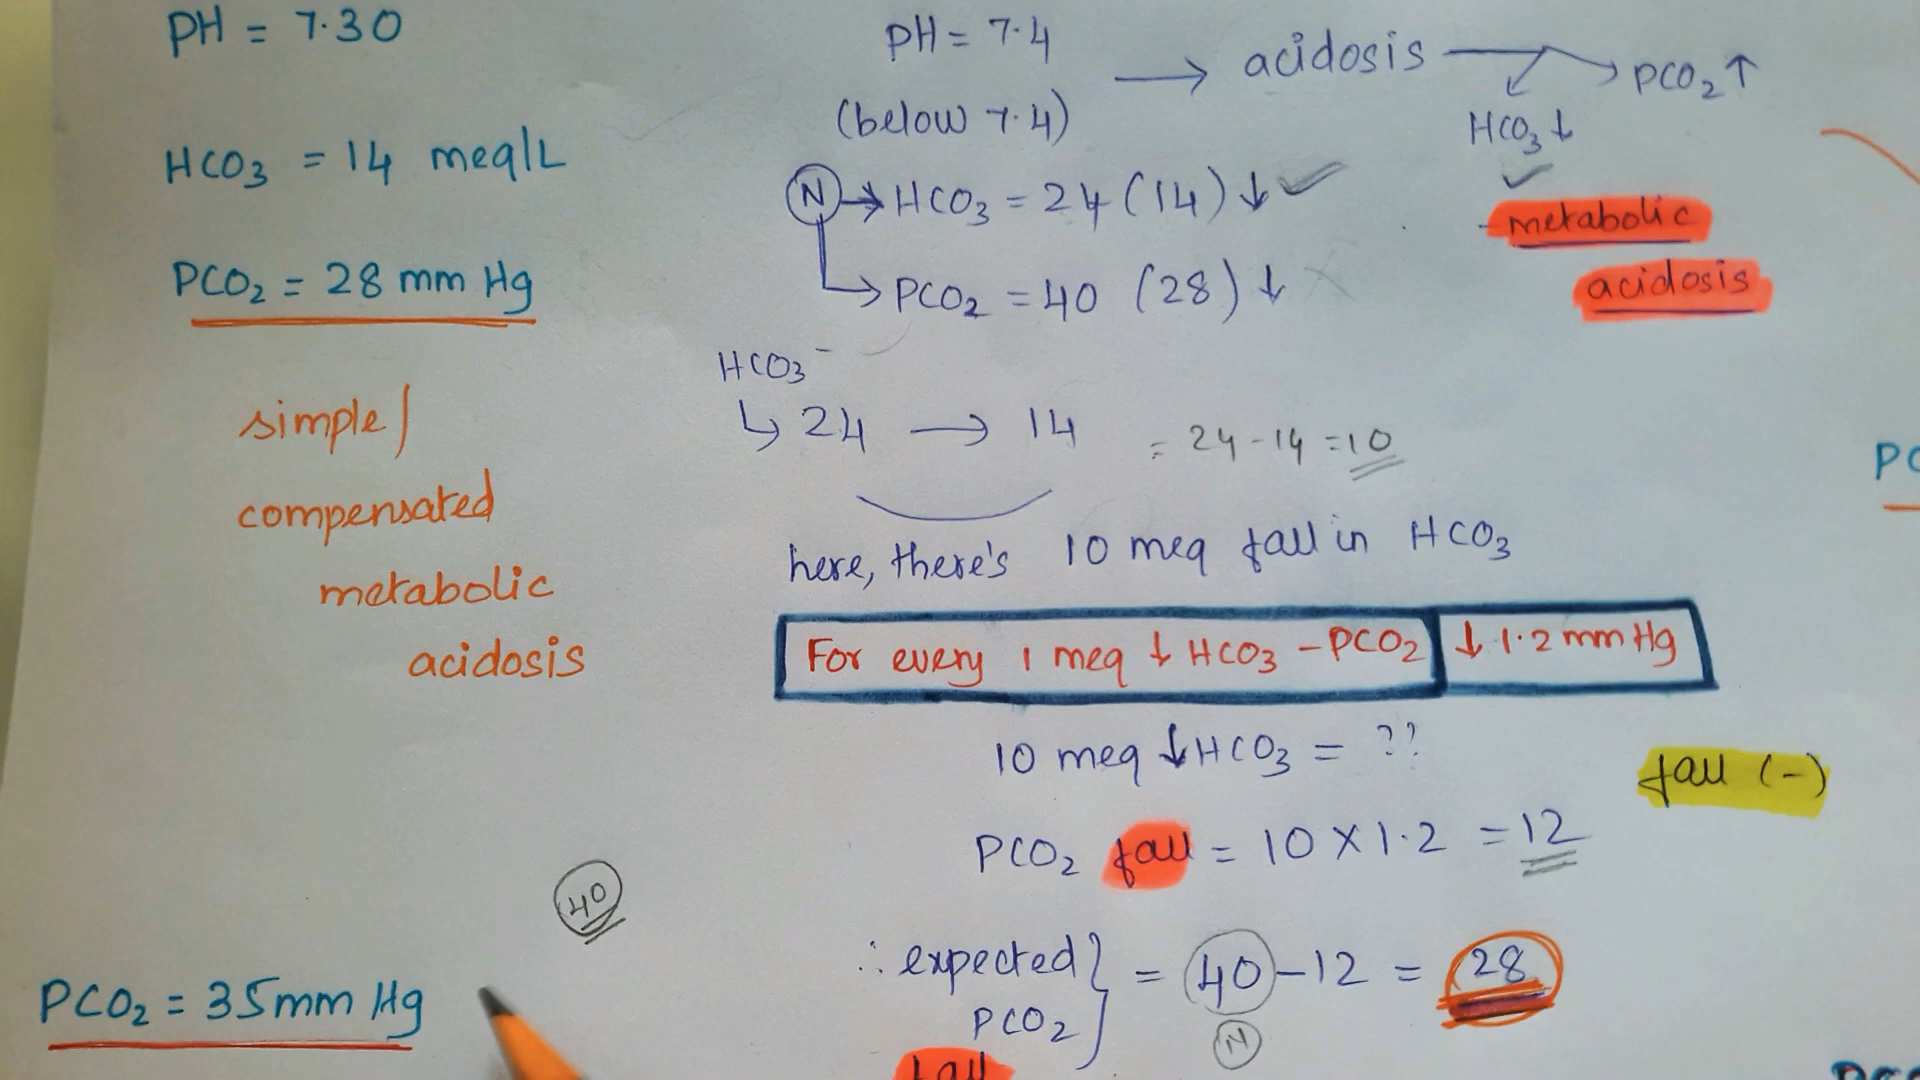 PH = 7.30
HCO3 = 14 meq/L
PCO2 = 28 mm Hg
simple/
compensated
metabolic
acidosis
40
PCO2 = 35mm Hg
PH = 7.4 → acidosis → PCO2 ↑
(below 7.4)
HCO3 ↓
N → HCO3 = 24 (14) ↓ ✓
metabolic
acidosis
→ PCO2 = 40 (28) ↓ ×
HCO3⁻
↳ 24 → 14 = 24-14 = 10
here, there's 10 meq fall in HCO3
For every 1 meq ↓ HCO3 - PCO2 ↓ 1.2 mm Hg
10 meq ↓ HCO3 = ??
fall (-)
PCO2 fall = 10 X 1.2 = 12
∴ expected } = 40 - 12 = 28
PCO2
N
fall